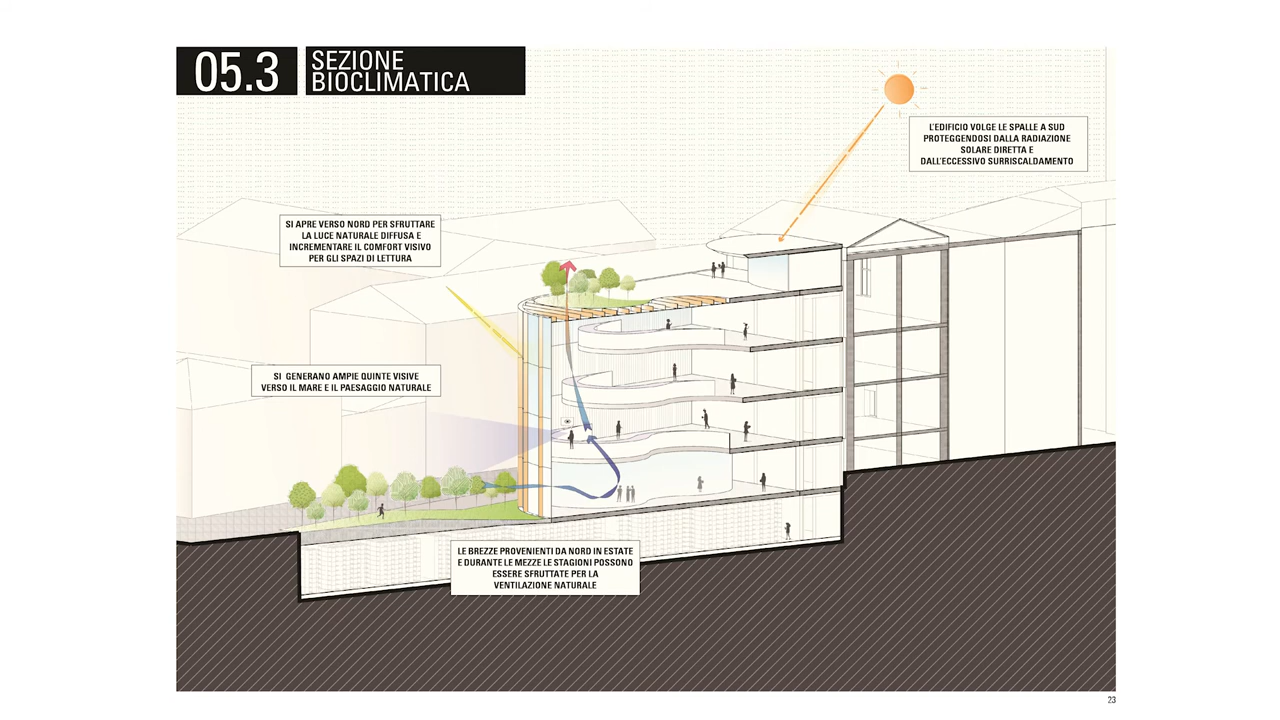 05.3
SEZIONE
BIOCLIMATICA
L'EDIFICIO VOLGE LE SPALLE A SUD
PROTEGGENDOSI DALLA RADIAZIONE
SOLARE DIRETTA E
DALL'ECCESSIVO SURRISCALDAMENTO
SI APRE VERSO NORD PER SFRUTTARE
LA LUCE NATURALE DIFFUSA E
INCREMENTARE IL COMFORT VISIVO
PER GLI SPAZI DI LETTURA
SI GENERANO AMPIE QUINTE VISIVE
VERSO IL MARE E IL PAESAGGIO NATURALE
LE BREZZE PROVENIENTI DA NORD IN ESTATE
E DURANTE LE MEZZE LE STAGIONI POSSONO
ESSERE SFRUTTATE PER LA
VENTILAZIONE NATURALE
23